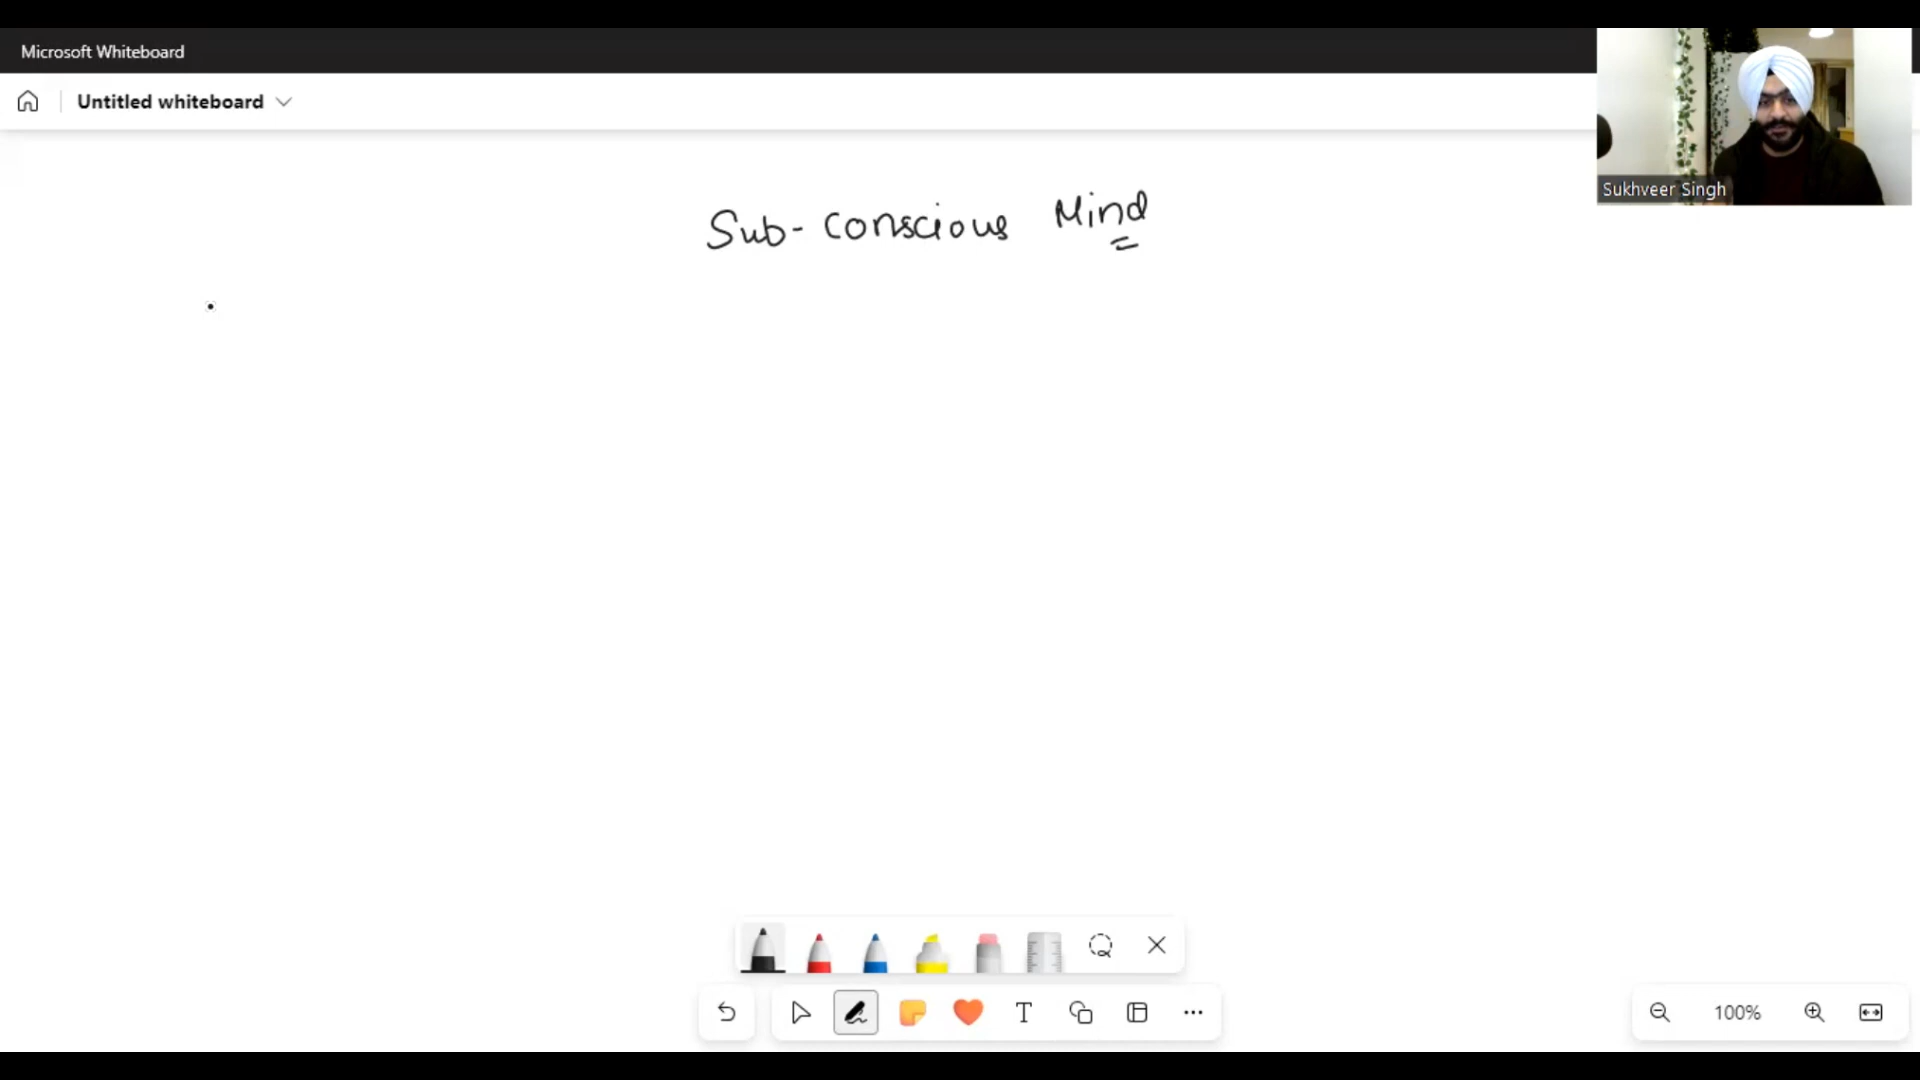 Microsoft Whiteboard
Untitled whiteboard
Sukhveer Singh
Sub-conscious Mind
T
100%